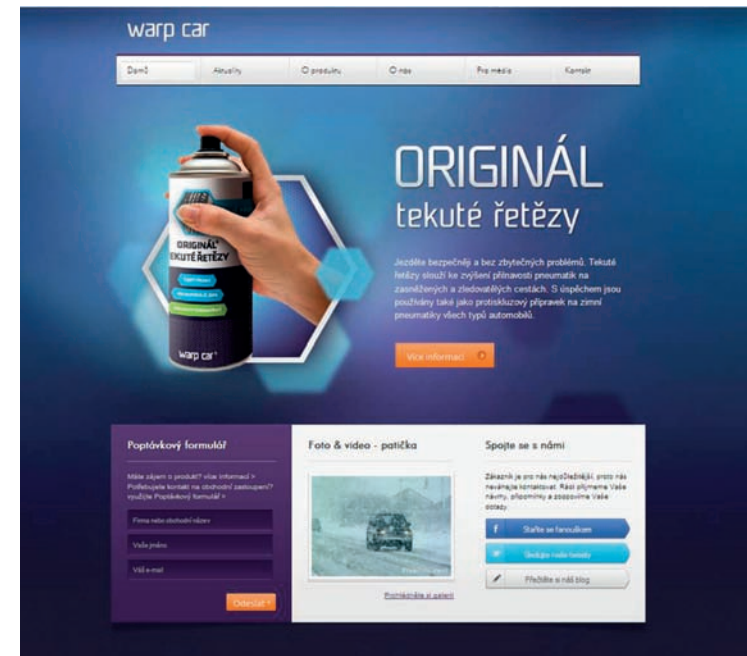 warp car
Domů Aktuality O produktu O nás Pro média Kontakt
ORIGINÁL
tekuté řetězy
ORIGINÁL
TEKUTÉ ŘETĚZY
warp car
Jezděte bezpečněji a bez zbytečných problémů. Tekuté
řetězy slouží ke zvýšení přilnavosti pneumatik na
zasněžených a zledovatělých cestách. S úspěchem jsou
používány také jako protiskluzový přípravek na zimní
pneumatiky všech typů automobilů.
Více informací
Poptávkový formulář
Máte zájem o produkt? více informací >
Potřebujete kontakt na obchodní zastoupení?
využijte Poptávkový formulář >
Firma nebo obchodní název
Vaše jméno
Váš e-mail
Odeslat
Foto & video - patička
Prohlédněte si galerii
Spojte se s námi
Zákazník je pro nás nejdůležitější, proto nás
neváhejte kontaktovat. Rádi přijmeme Vaše
návrhy, připomínky a zodpovíme Vaše
dotazy.
f Staňte se fanouškem
Sledujte naše tweety
Přečtěte si náš blog